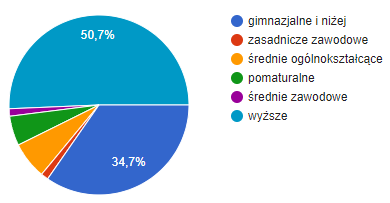 50,7%
34,7%
gimnazjalne i niżej
zasadnicze zawodowe
średnie ogólnokształcące
pomaturalne
średnie zawodowe
wyższe